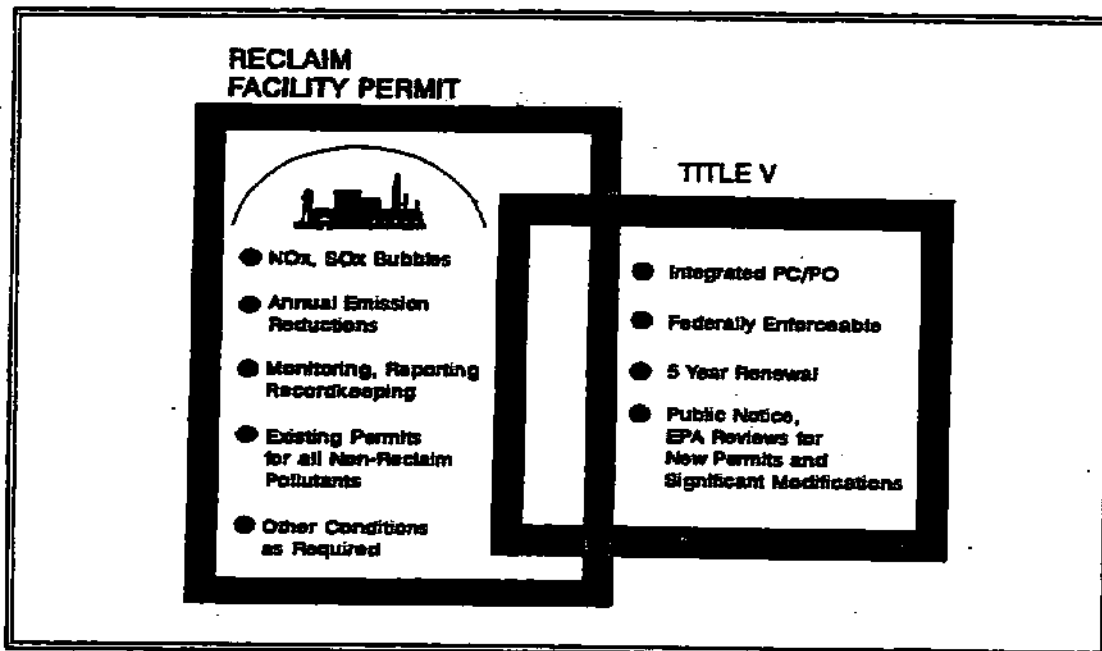 RECLAIM
FACILITY PERMIT
NOx, SOx Bubbles
Annual Emission
Reductions
Monitoring, Reporting
Recordkeeping
Existing Permits
for all Non-Reclaim
Pollutants
Other Conditions
as Required
TITLE V
Integrated PC/PO
Federally Enforceable
5 Year Renewal
Public Notice,
EPA Reviews for
New Permits and
Significant Modifications